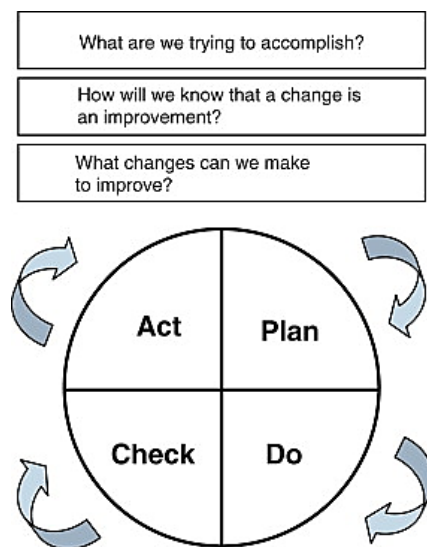 What are we trying to accomplish?
How will we know that a change is
an improvement?
What changes can we make
to improve?
Act
Plan
Check
Do